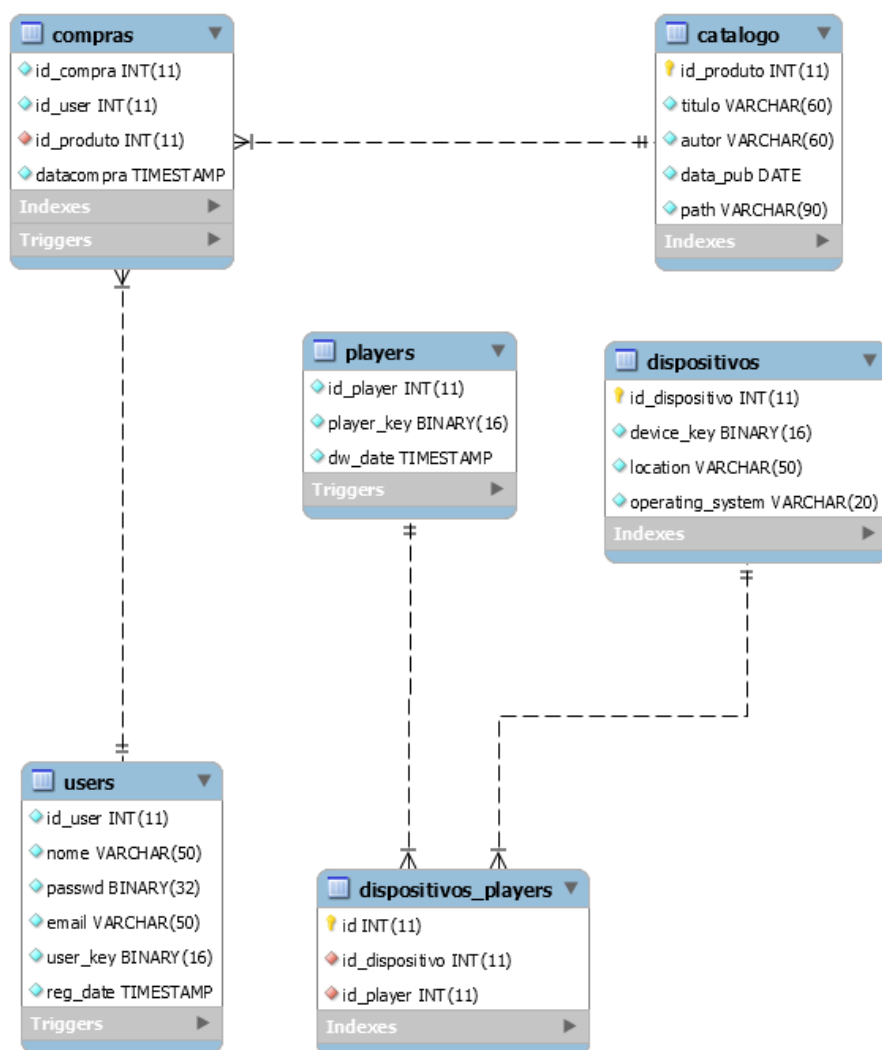 compras
id_compra INT(11)
id_user INT(11)
id_produto INT(11)
datacompra TIMESTAMP
Indexes
Triggers
catalogo
id_produto INT(11)
titulo VARCHAR(60)
autor VARCHAR(60)
data_pub DATE
path VARCHAR(90)
Indexes
players
id_player INT(11)
player_key BINARY(16)
dw_date TIMESTAMP
Triggers
dispositivos
id_dispositivo INT(11)
device_key BINARY(16)
location VARCHAR(50)
operating_system VARCHAR(20)
Indexes
users
id_user INT(11)
nome VARCHAR(50)
passwd BINARY(32)
email VARCHAR(50)
user_key BINARY(16)
reg_date TIMESTAMP
Triggers
dispositivos_players
id INT(11)
id_dispositivo INT(11)
id_player INT(11)
Indexes